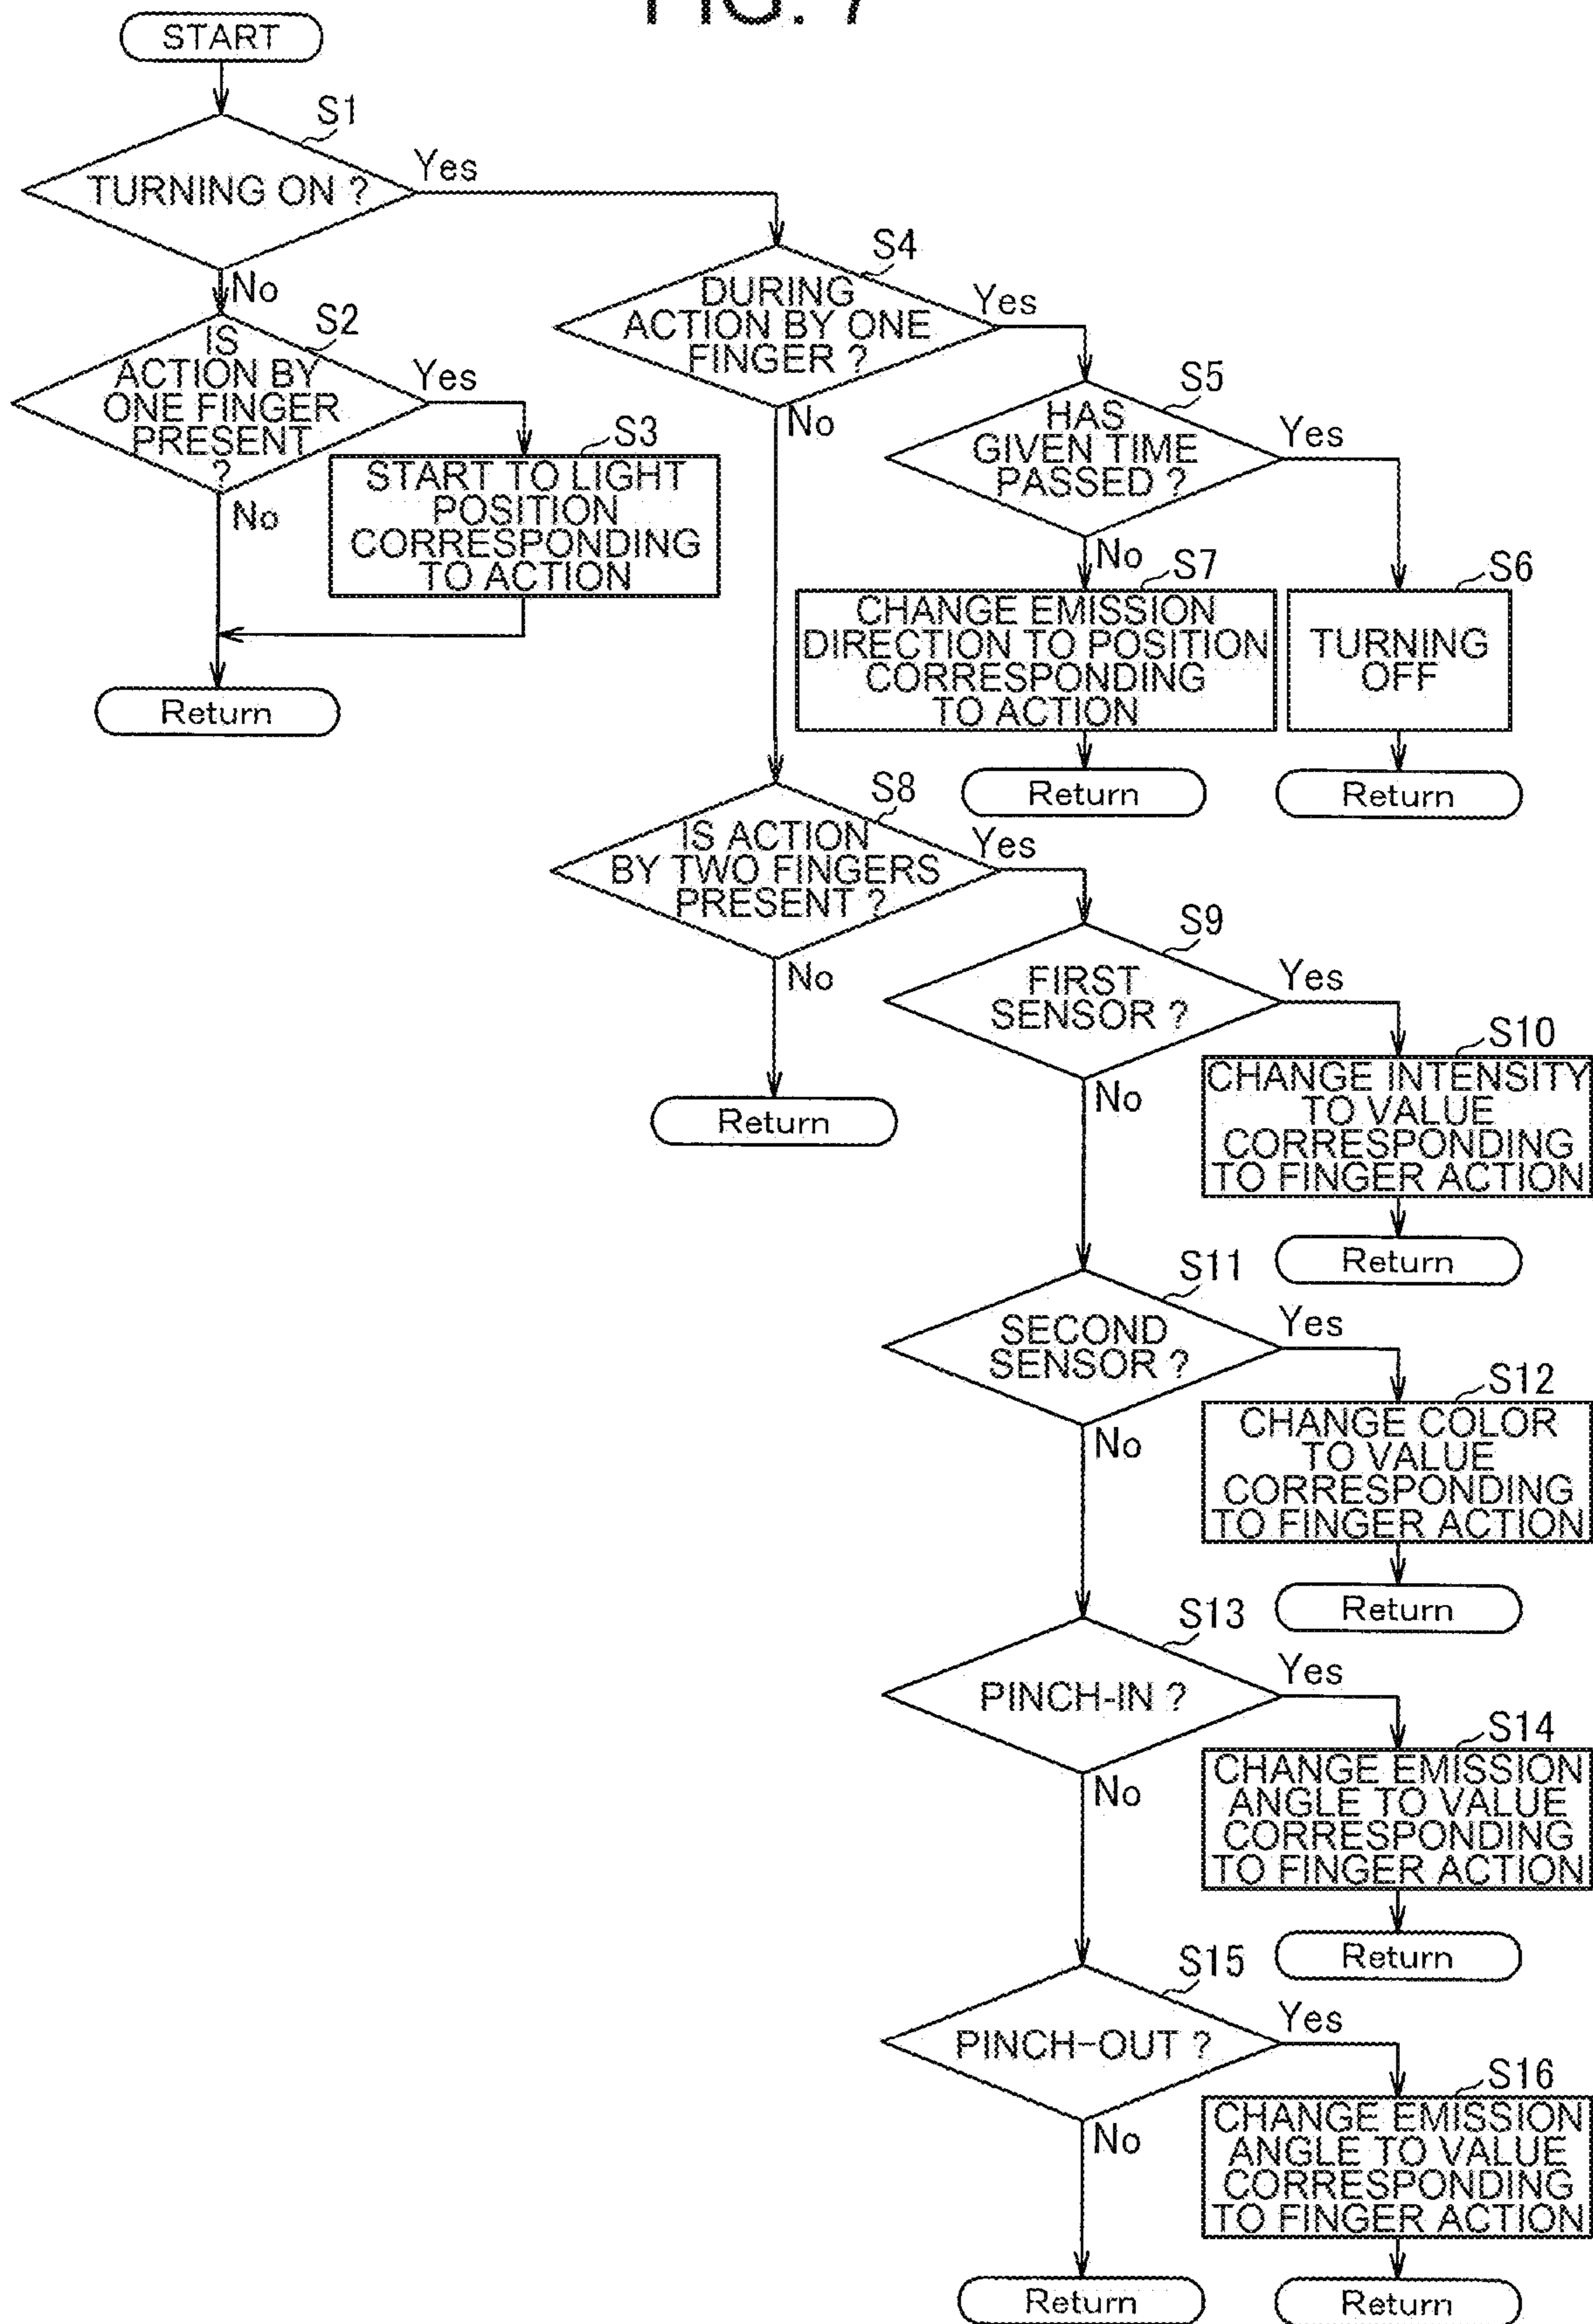 FIG. 7
START
S1
TURNING ON ?
Yes
No
S2
IS
ACTION BY
ONE FINGER
PRESENT
?
Yes
No
S3
START TO LIGHT
POSITION
CORRESPONDING
TO ACTION
Return
S4
DURING
ACTION BY ONE
FINGER ?
Yes
No
S5
HAS
GIVEN TIME
PASSED ?
Yes
No
S7
CHANGE EMISSION
DIRECTION TO POSITION
CORRESPONDING
TO ACTION
Return
S6
TURNING
OFF
Return
S8
IS ACTION
BY TWO FINGERS
PRESENT ?
Yes
No
Return
S9
FIRST
SENSOR ?
Yes
No
S10
CHANGE INTENSITY
TO VALUE
CORRESPONDING
TO FINGER ACTION
Return
S11
SECOND
SENSOR ?
Yes
No
S12
CHANGE COLOR
TO VALUE
CORRESPONDING
TO FINGER ACTION
Return
S13
PINCH-IN ?
Yes
No
S14
CHANGE EMISSION
ANGLE TO VALUE
CORRESPONDING
TO FINGER ACTION
Return
S15
PINCH-OUT ?
Yes
No
S16
CHANGE EMISSION
ANGLE TO VALUE
CORRESPONDING
TO FINGER ACTION
Return
Return